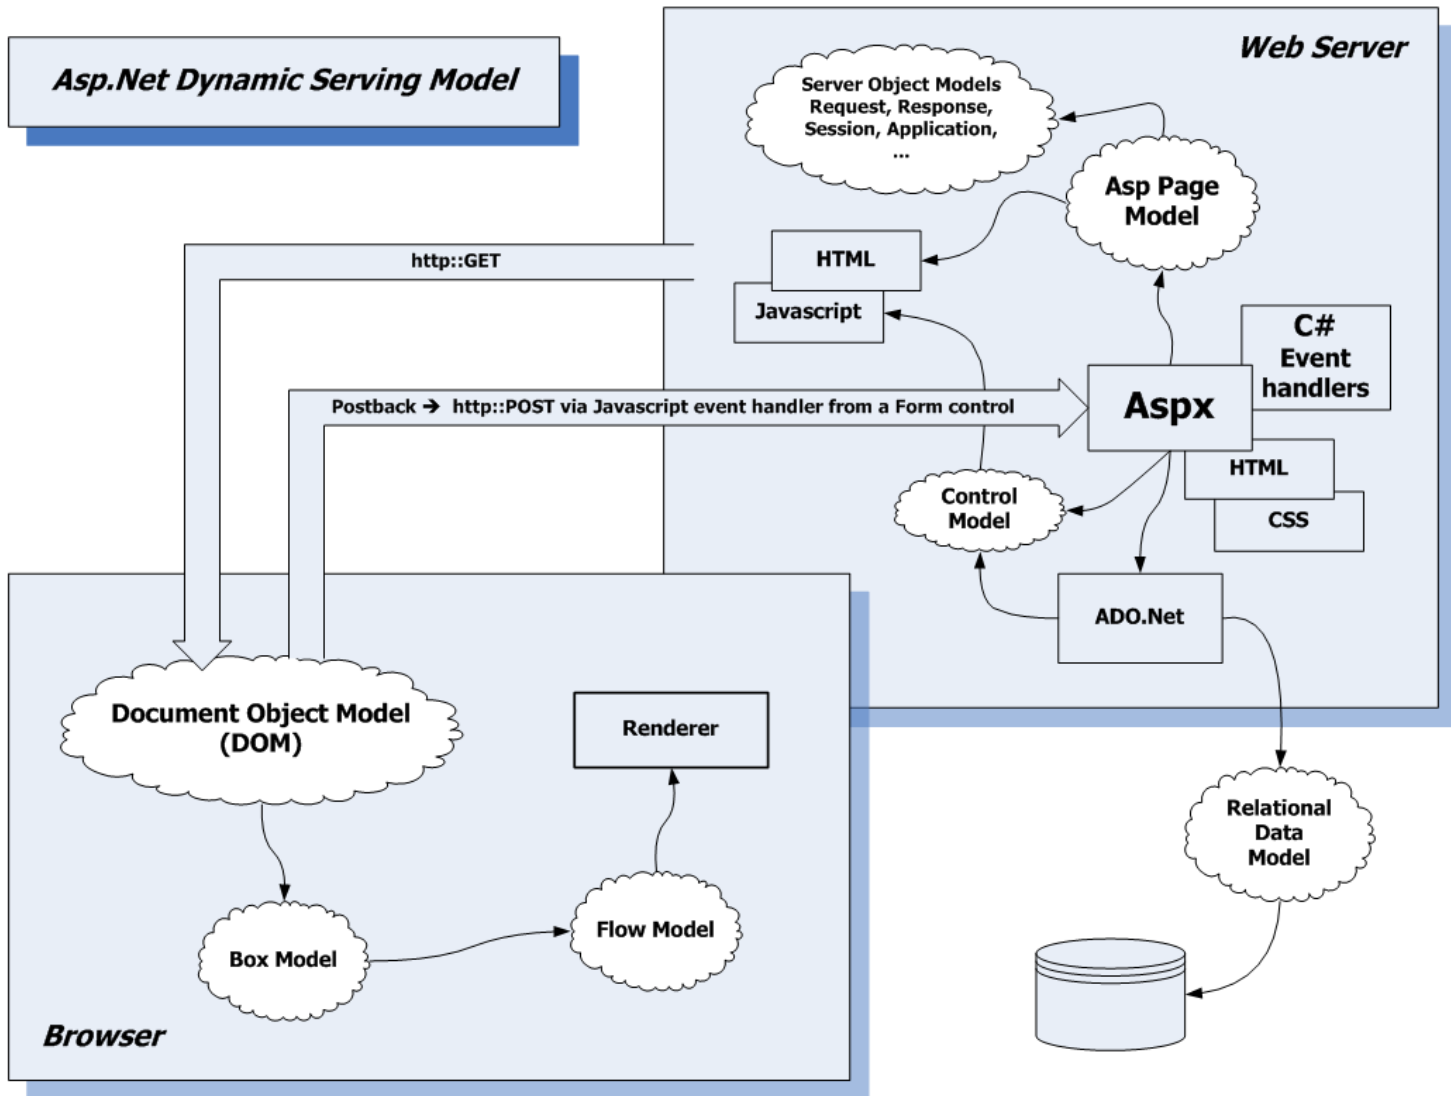 Asp.Net Dynamic Serving Model
Web Server
Server Object Models
Request, Response,
Session, Application,
...
Asp Page
Model
http::GET
HTML
Javascript
C#
Event
handlers
Postback → http::POST via Javascript event handler from a Form control
Aspx
HTML
CSS
Control
Model
ADO.Net
Document Object Model
(DOM)
Renderer
Relational
Data
Model
Flow Model
Box Model
Browser